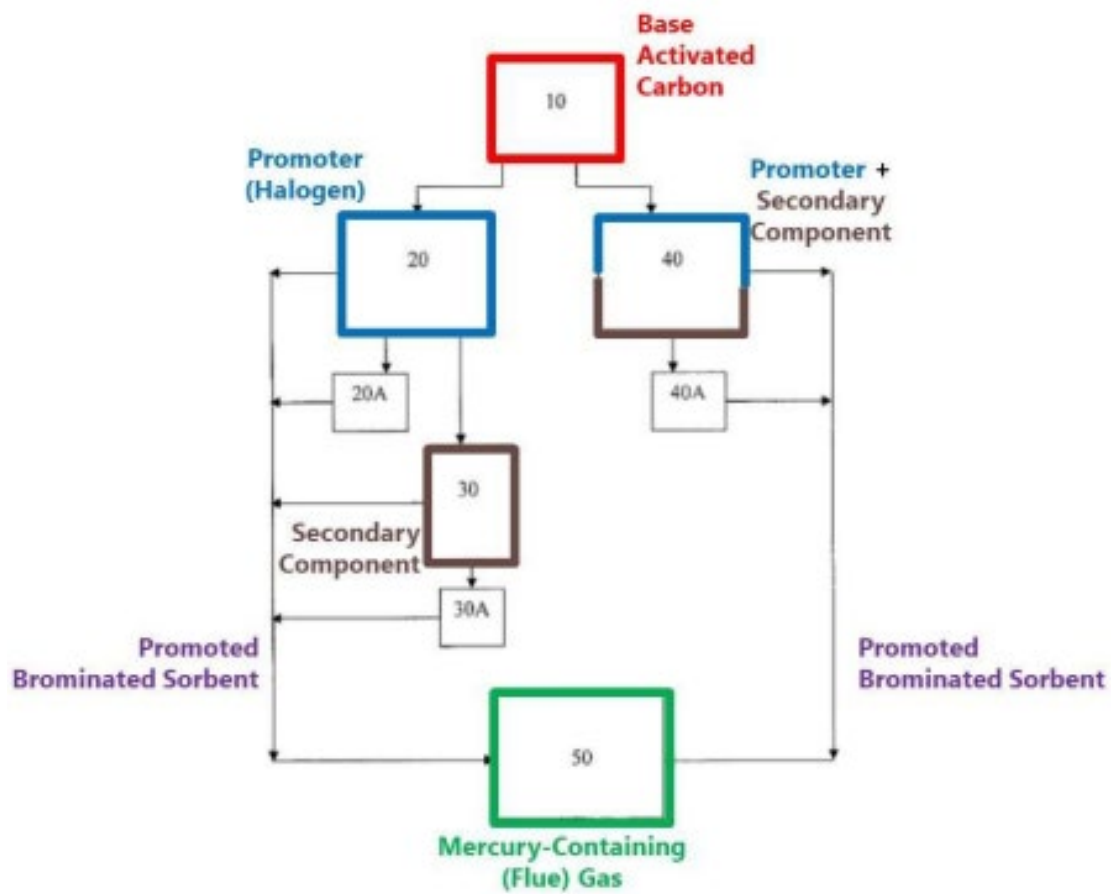 Base
Activated
Carbon
10
Promoter
(Halogen)
Promoter +
Secondary
Component
20
40
20A
40A
30
Secondary
Component
30A
Promoted
Brominated Sorbent
Promoted
Brominated Sorbent
50
Mercury-Containing
(Flue) Gas